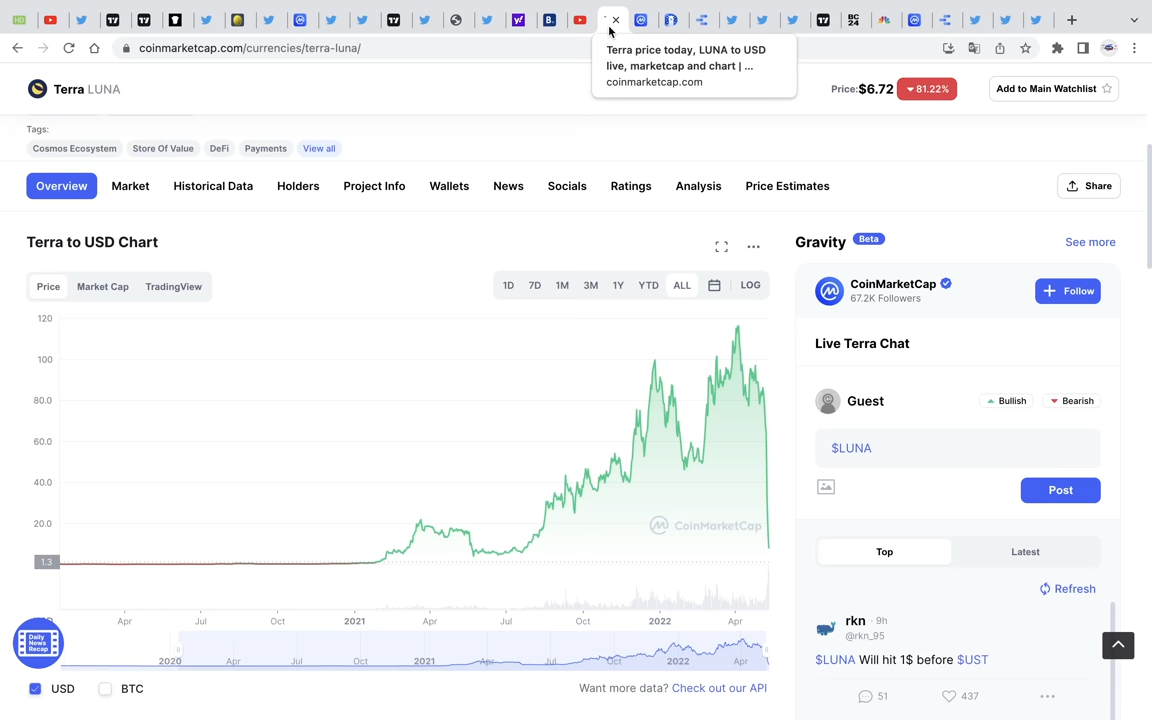 coinmarketcap.com/currencies/terra-luna/
Terra price today, LUNA to USD
live, marketcap and chart | ...
coinmarketcap.com
Terra LUNA
Price:$6.72
81.22%
Add to Main Watchlist
Tags:
Cosmos Ecosystem
Store Of Value
DeFi
Payments
View all
Overview
Market
Historical Data
Holders
Project Info
Wallets
News
Socials
Ratings
Analysis
Price Estimates
Share
Terra to USD Chart
Price
Market Cap
TradingView
1D
7D
1M
3M
1Y
YTD
ALL
LOG
120
100
80.0
60.0
40.0
20.0
1.3
CoinMarketCap
Apr
Jul
Oct
2021
Apr
Jul
Oct
2022
Apr
2020
Apr
Jul
Oct
2021
Apr
Jul
Oct
2022
Apr
Daily
News
Recap
USD
BTC
Want more data? Check out our API
Gravity
Beta
See more
CoinMarketCap
67.2K Followers
Follow
Live Terra Chat
Guest
Bullish
Bearish
$LUNA
Post
Top
Latest
Refresh
rkn · 9h
@rkn_95
$LUNA Will hit 1$ before $UST
51
437